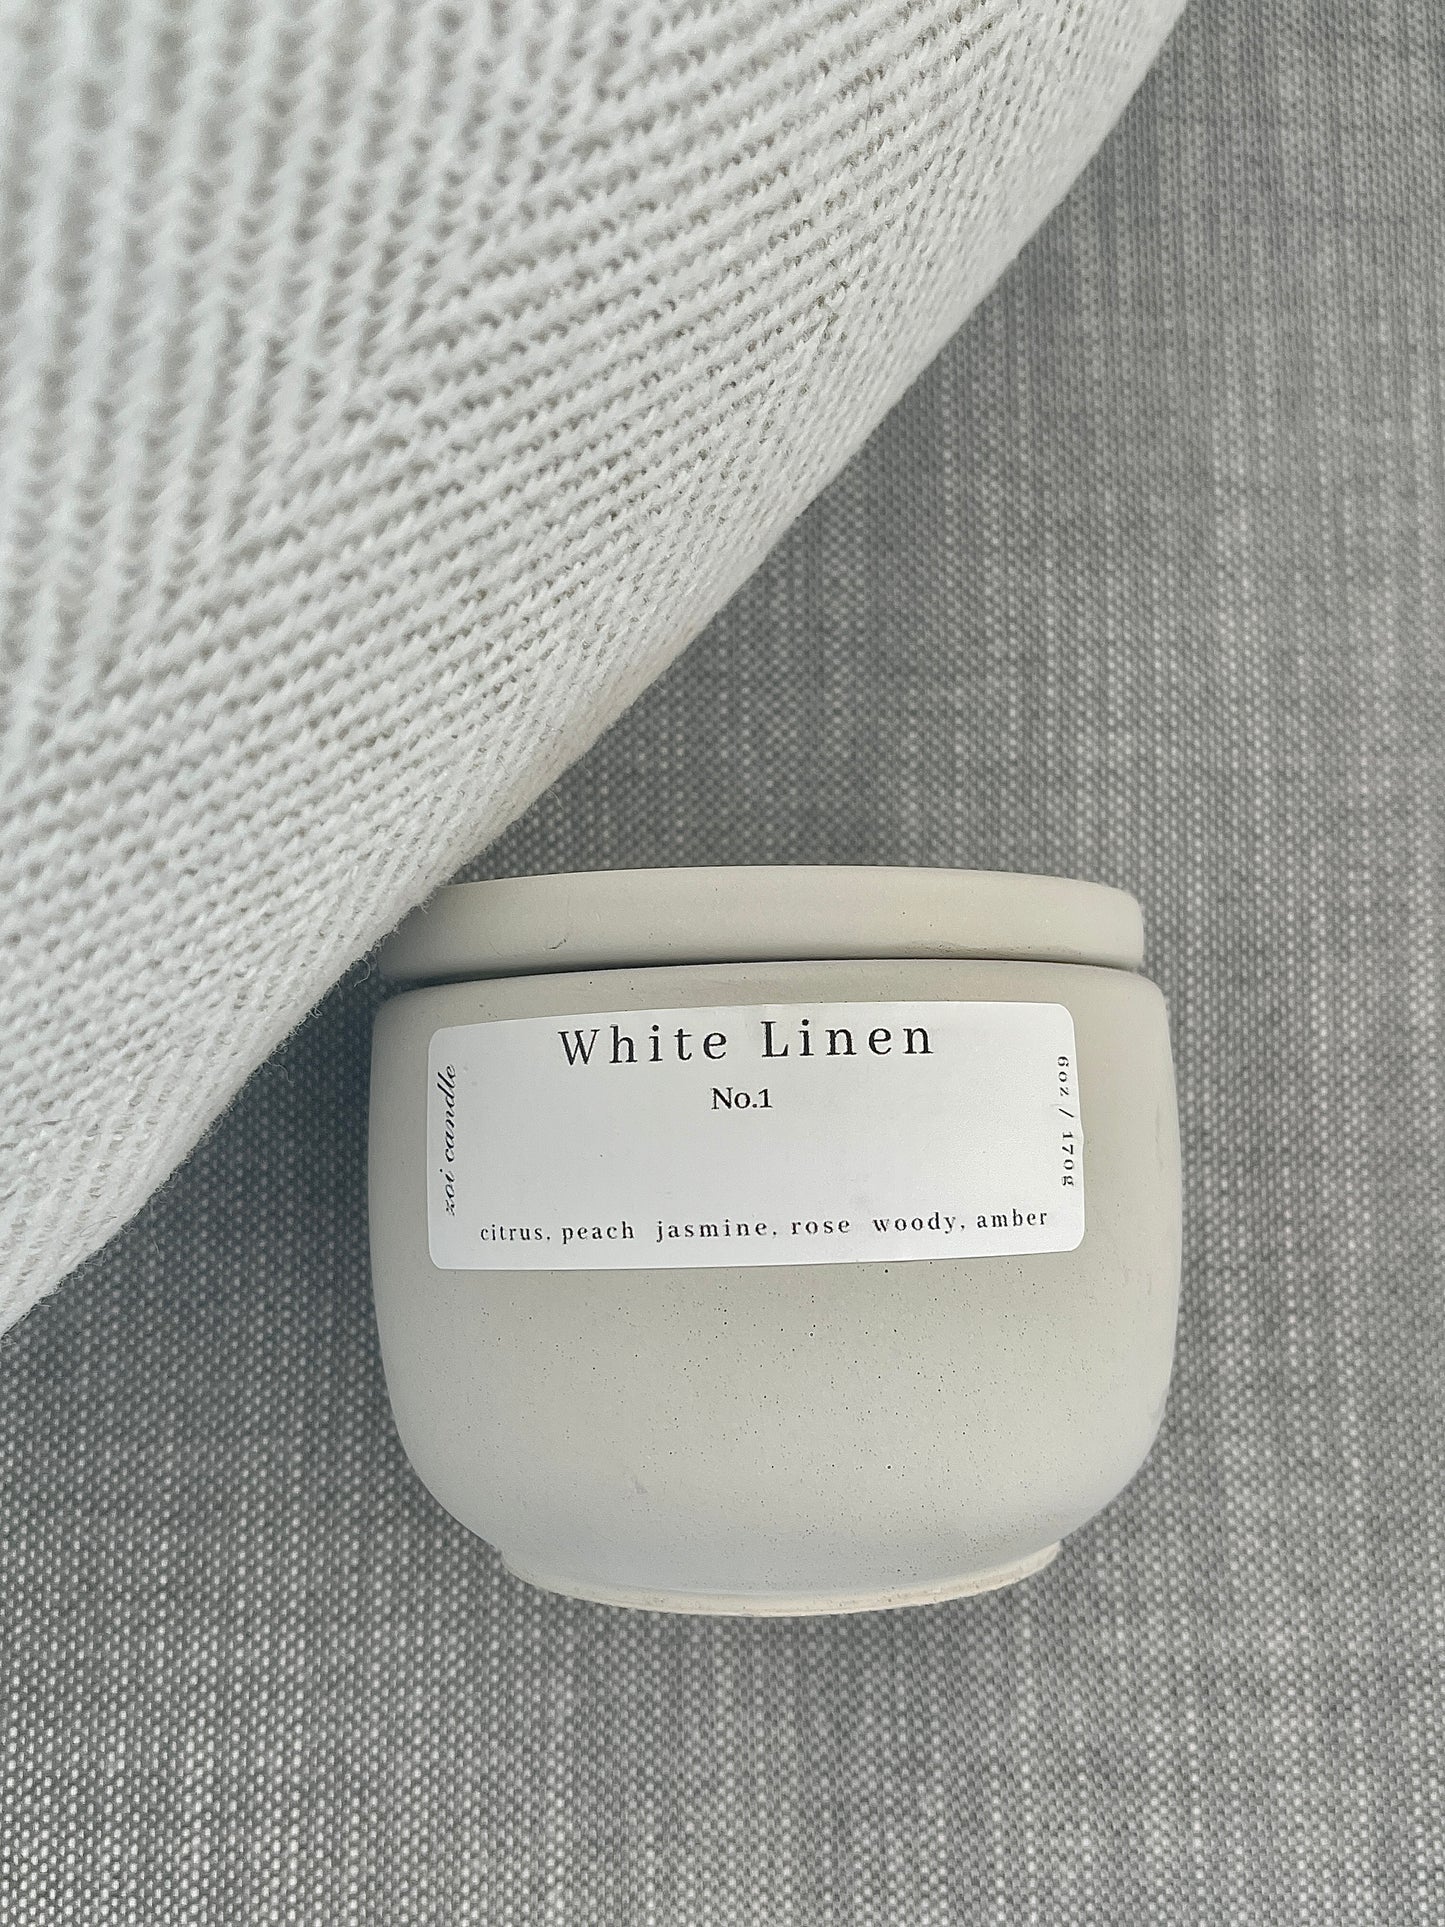 White Linen
No.1
zoi candle
6oz / 170g
citrus, peach jasmine, rose woody, amber